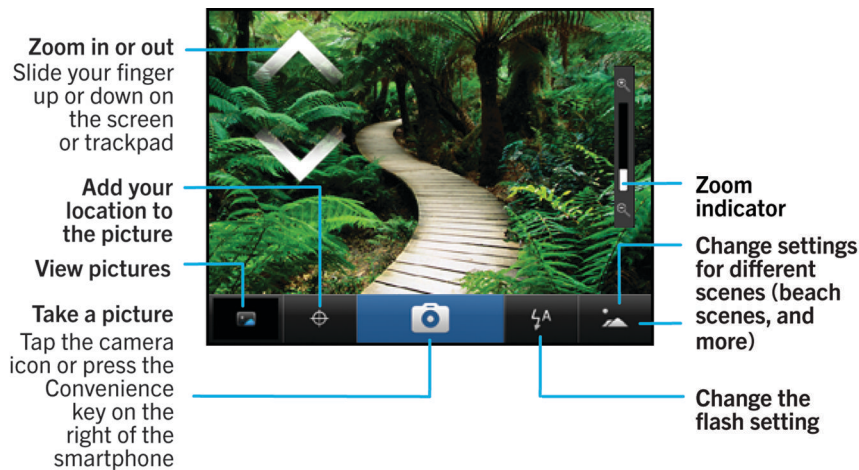 Zoom in or out
Slide your finger
up or down on
the screen
or trackpad
Add your
location to
the picture
View pictures
Take a picture
Tap the camera
icon or press the
Convenience
key on the
right of the
smartphone
A
Zoom
indicator
Change settings
for different
scenes (beach
scenes, and
more)
Change the
flash setting